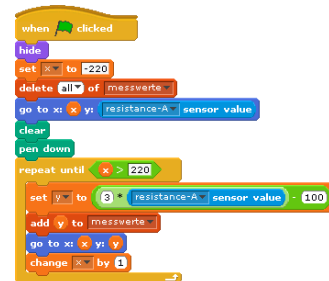 when clicked
hide
set x to -220
delete all of messwerte
go to x: x y: resistance-A sensor value
clear
pen down
repeat until x > 220
set y to 3 * resistance-A sensor value - 100
add y to messwerte
go to x: x y: y
change x by 1